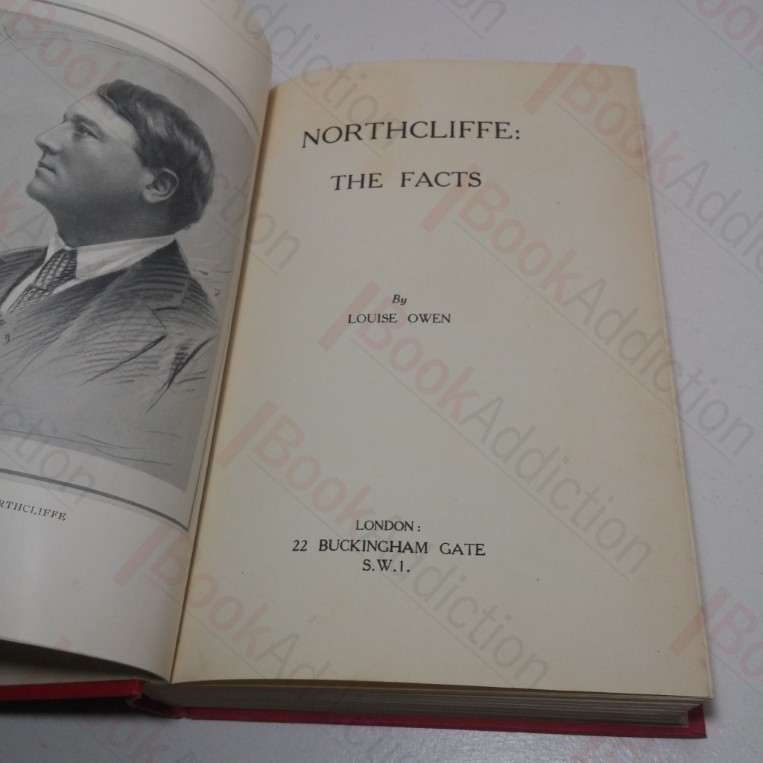 RTHCLIFFE
NORTHCLIFFE:
THE FACTS
By
LOUISE OWEN
LONDON:
22 BUCKINGHAM GATE
S.W.1.
BookAddiction